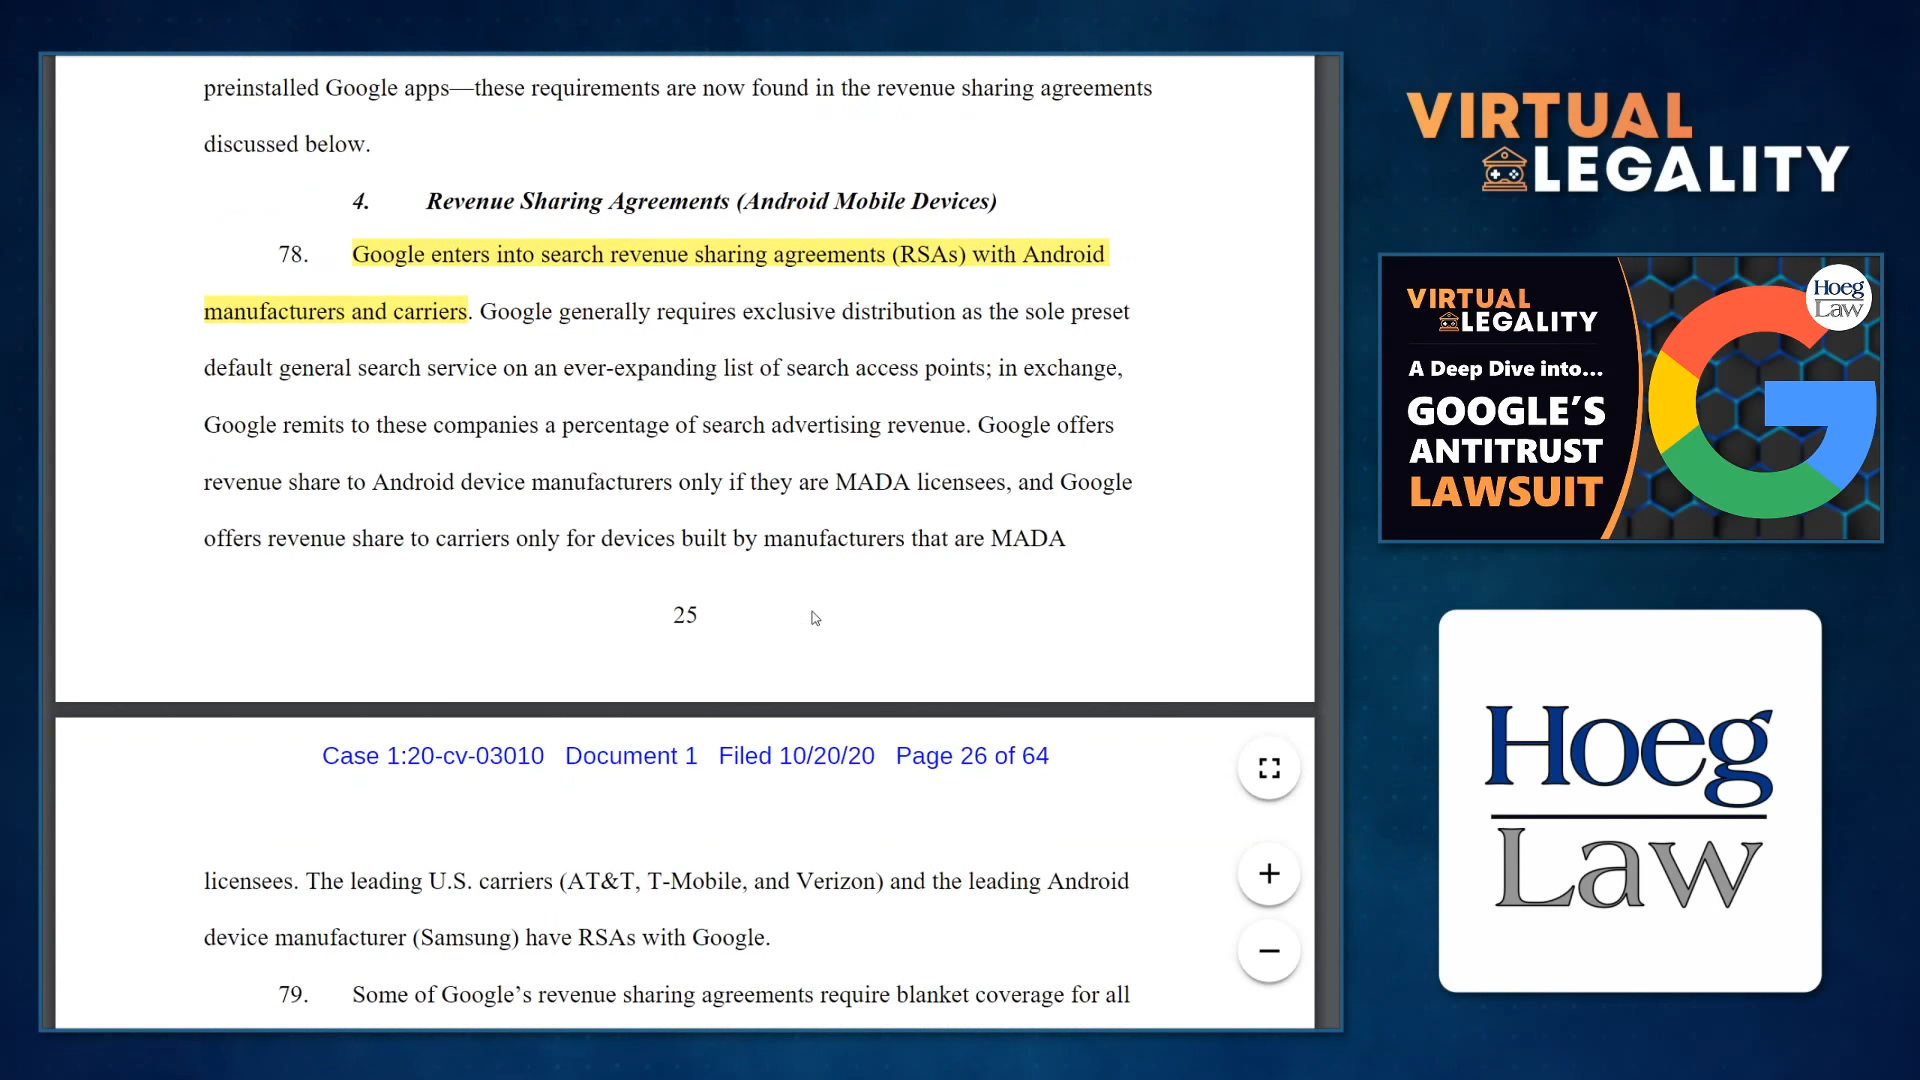 preinstalled Google apps—these requirements are now found in the revenue sharing agreements
discussed below.
4. Revenue Sharing Agreements (Android Mobile Devices)
78. Google enters into search revenue sharing agreements (RSAs) with Android
manufacturers and carriers. Google generally requires exclusive distribution as the sole preset
default general search service on an ever-expanding list of search access points; in exchange,
Google remits to these companies a percentage of search advertising revenue. Google offers
revenue share to Android device manufacturers only if they are MADA licensees, and Google
offers revenue share to carriers only for devices built by manufacturers that are MADA
25
Case 1:20-cv-03010 Document 1 Filed 10/20/20 Page 26 of 64
licensees. The leading U.S. carriers (AT&T, T-Mobile, and Verizon) and the leading Android
device manufacturer (Samsung) have RSAs with Google.
79. Some of Google’s revenue sharing agreements require blanket coverage for all
VIRTUAL
LEGALITY
VIRTUAL
LEGALITY
Hoeg
Law
A Deep Dive into...
GOOGLE’S
ANTITRUST
LAWSUIT
Hoeg
Law